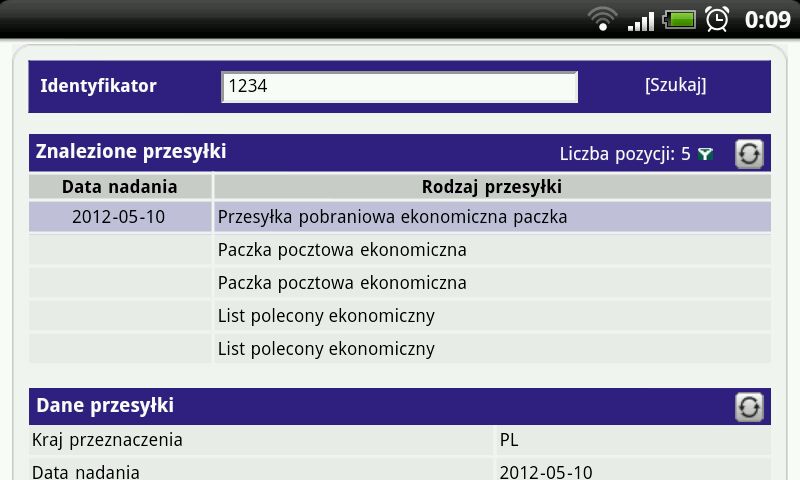 0:09
Identyfikator 1234 [Szukaj]
Znalezione przesyłki Liczba pozycji: 5
Data nadania Rodzaj przesyłki
2012-05-10 Przesyłka pobraniowa ekonomiczna paczka
Paczka pocztowa ekonomiczna
Paczka pocztowa ekonomiczna
List polecony ekonomiczny
List polecony ekonomiczny
Dane przesyłki
Kraj przeznaczenia PL
Data nadania 2012-05-10